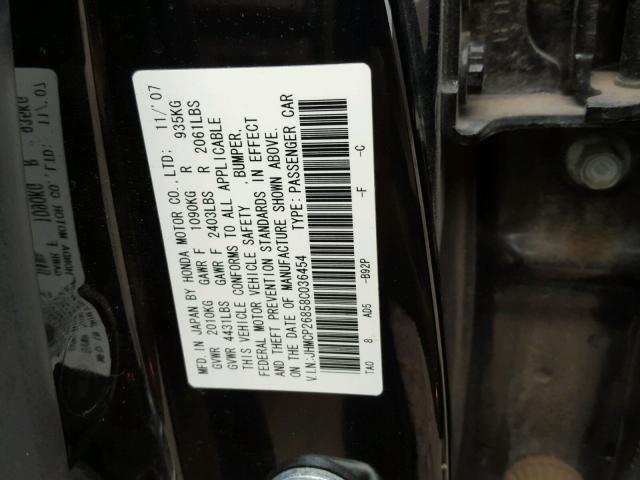 MFD. IN JAPAN BY HONDA MOTOR CO., LTD; 11/'07
GVWR 2010KG GAWR F 1090KG R 935KG
GVWR 4431LBS GAWR F 2403LBS R 2061LBS
THIS VEHICLE CONFORMS TO ALL APPLICABLE
FEDERAL MOTOR VEHICLE SAFETY , BUMPER,
AND THEFT PREVENTION STANDARDS IN EFFECT
ON THE DATE OF MANUFACTURE SHOWN ABOVE.
V.I.N:JHMCP26858C036454 TYPE: PASSENGER CAR
TA0 8 AD5 -B92P -F -C